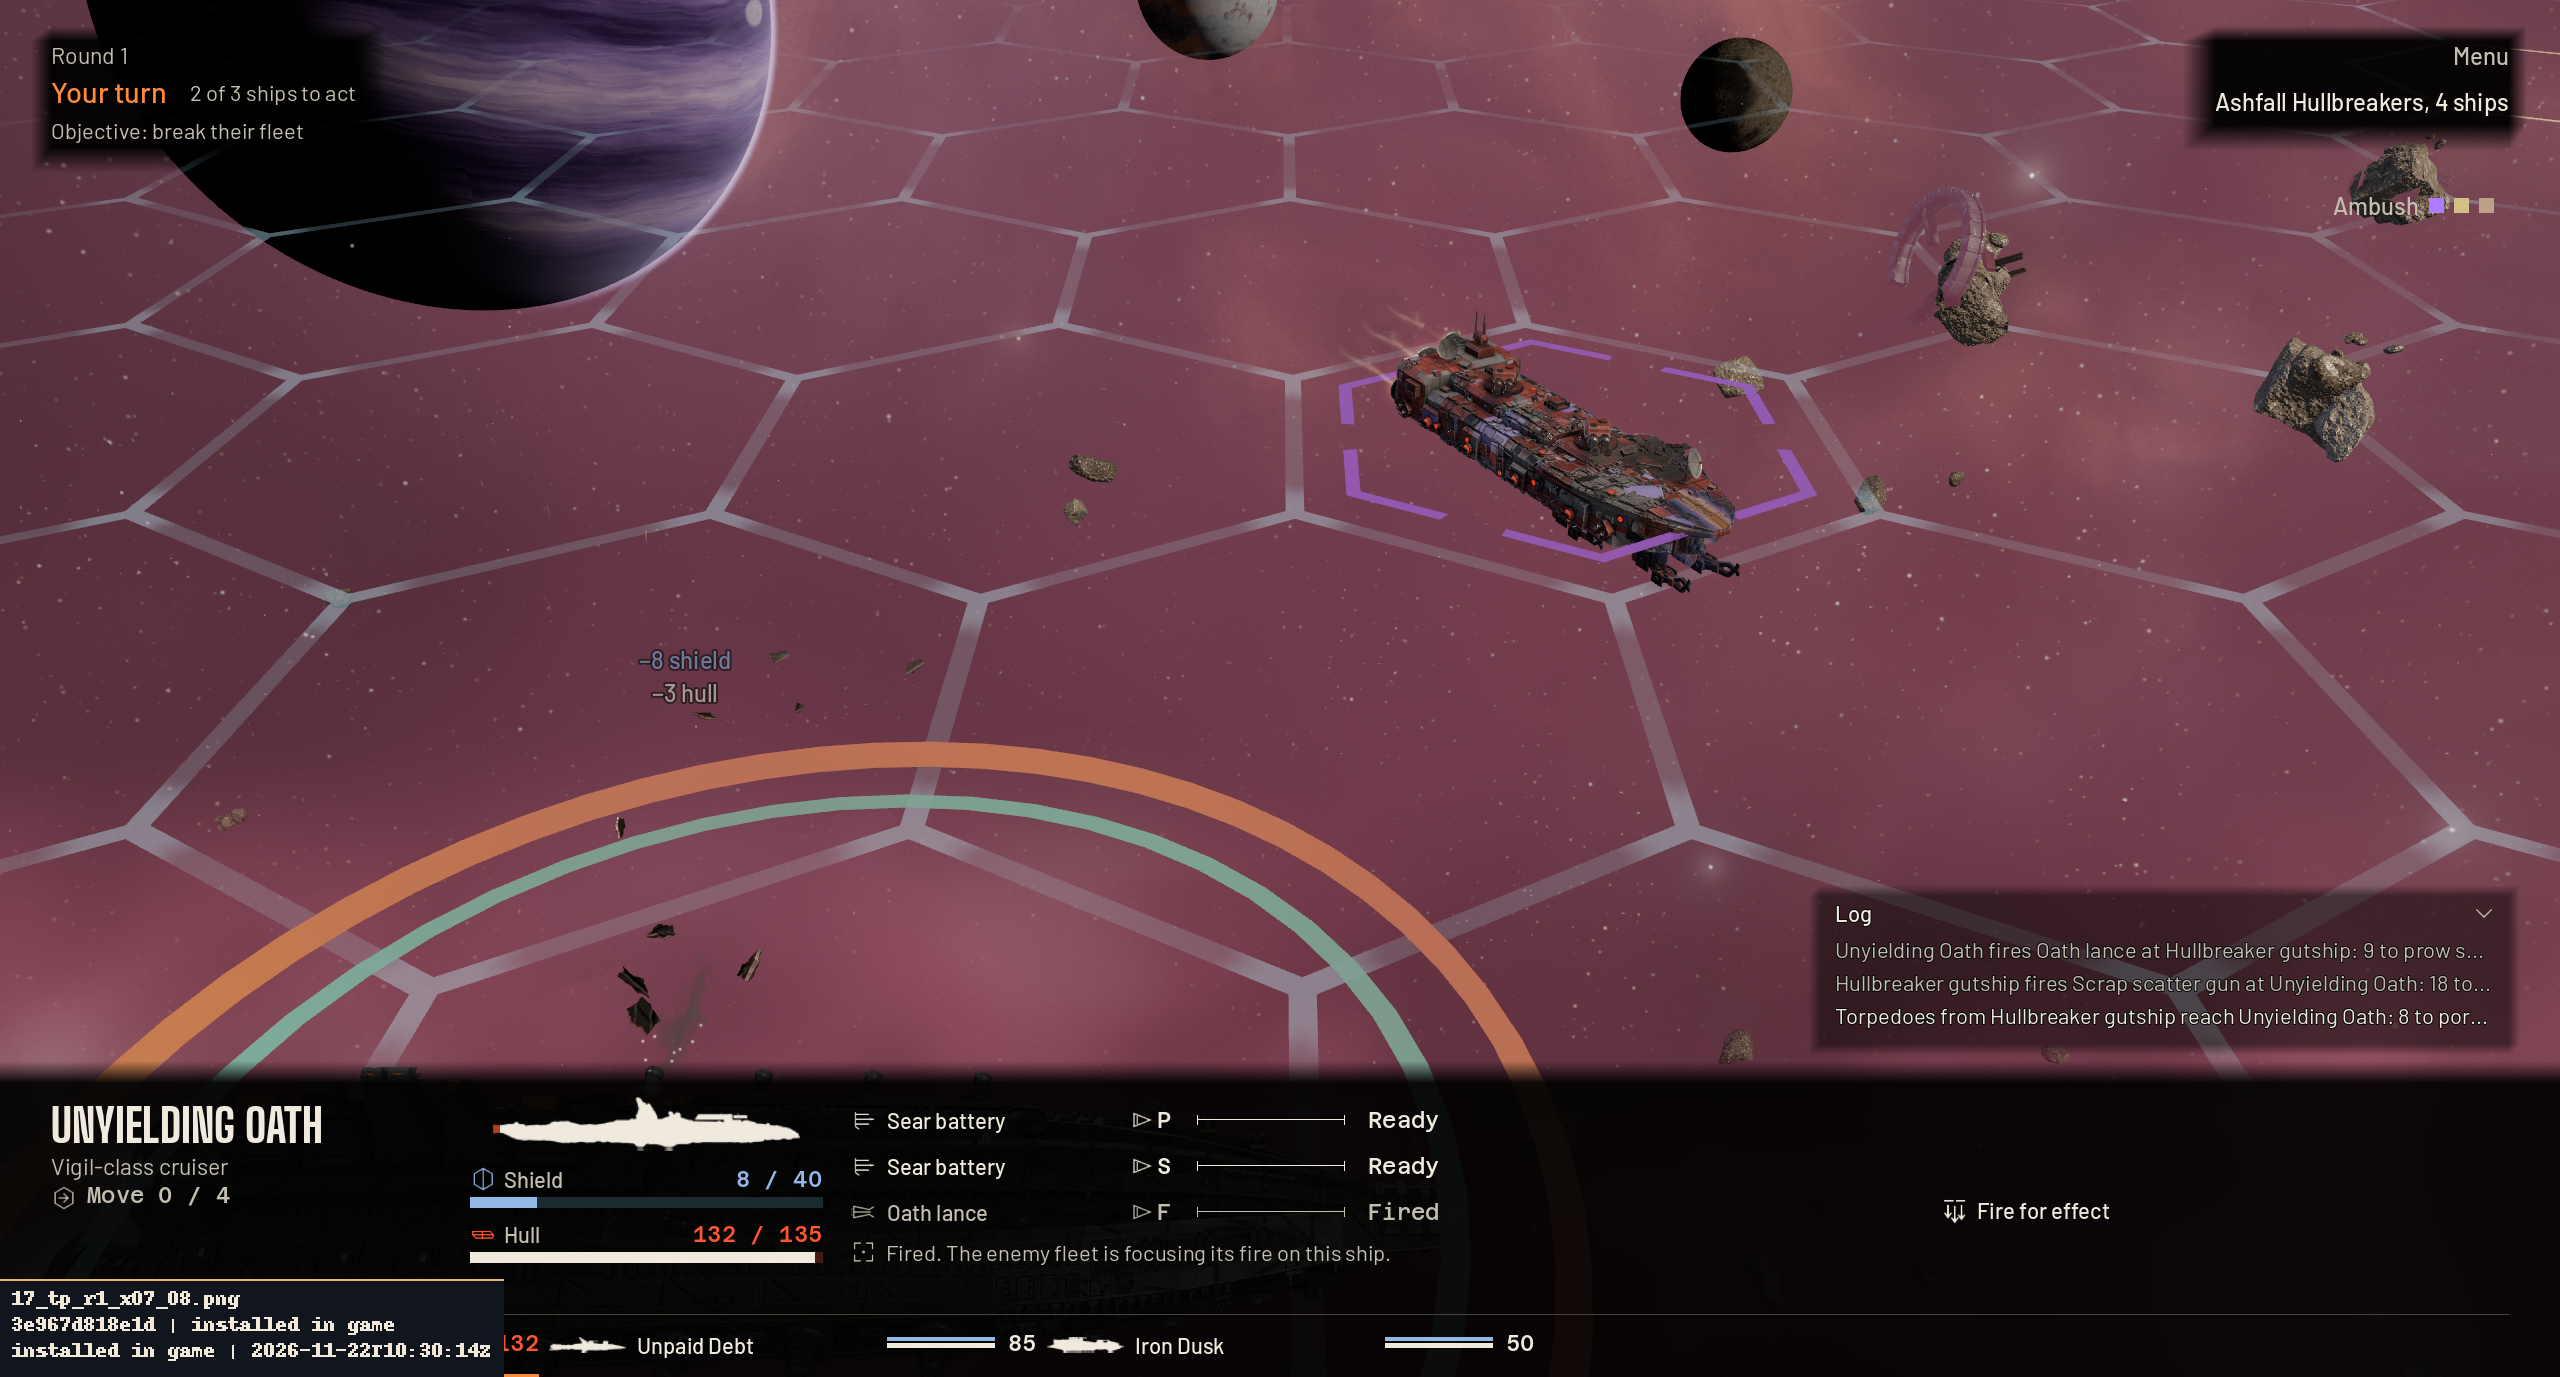 Round 1
Your turn 2 of 3 ships to act
Objective: break their fleet
Menu
Ashfall Hullbreakers, 4 ships
Ambush
−8 shield
−3 hull
Log
Unyielding Oath fires Oath lance at Hullbreaker gutship: 9 to prow s...
Hullbreaker gutship fires Scrap scatter gun at Unyielding Oath: 18 to...
Torpedoes from Hullbreaker gutship reach Unyielding Oath: 8 to por...
UNYIELDING OATH
Vigil-class cruiser
Move 0 / 4
Shield 8 / 40
Hull 132 / 135
Sear battery P Ready
Sear battery S Ready
Oath lance F Fired
Fired. The enemy fleet is focusing its fire on this ship.
Fire for effect
132 Unpaid Debt 85 Iron Dusk 50
17_tp_r1_x07_08.png
3e967d818e1d | installed in game
installed in game | 2026-11-22T10:30:14Z